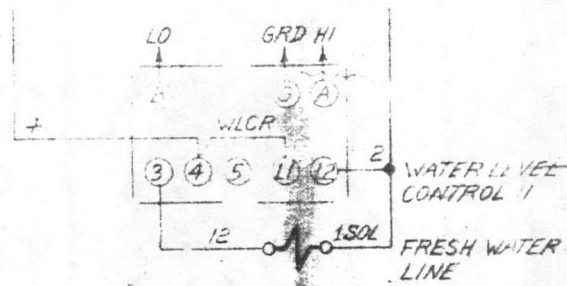 LO GRD HI
G A
+ WLCR
3 4 5 11 12 2 WATER LEVEL
CONTROL
12 1SOL FRESH WATER
LINE